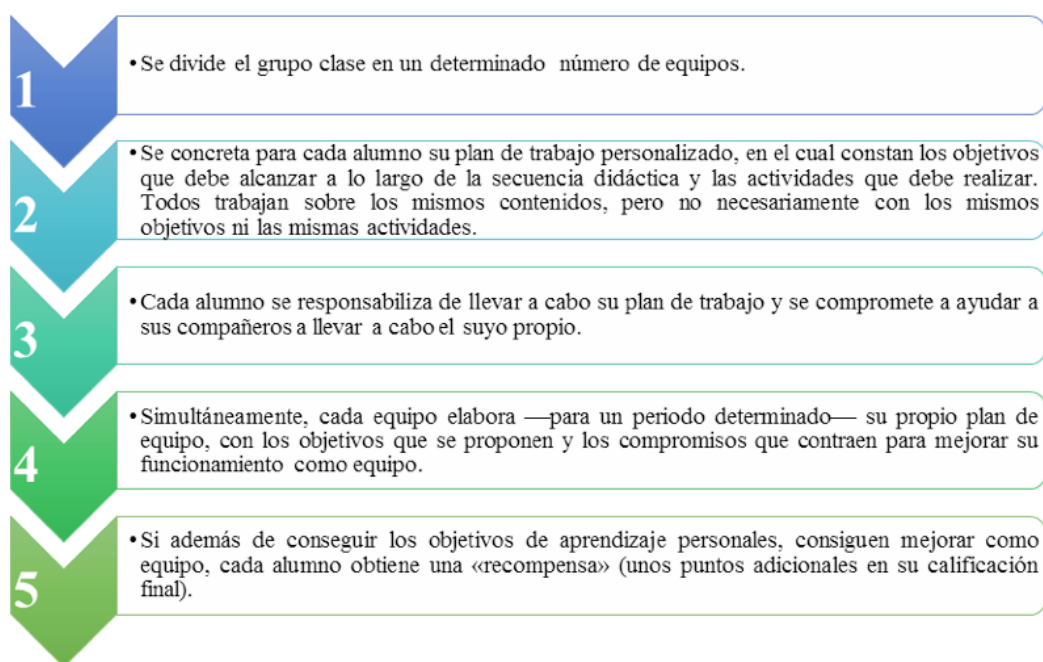 1
• Se divide el grupo clase en un determinado número de equipos.
2
• Se concreta para cada alumno su plan de trabajo personalizado, en el cual constan los objetivos
que debe alcanzar a lo largo de la secuencia didáctica y las actividades que debe realizar.
Todos trabajan sobre los mismos contenidos, pero no necesariamente con los mismos
objetivos ni las mismas actividades.
3
• Cada alumno se responsabiliza de llevar a cabo su plan de trabajo y se compromete a ayudar a
sus compañeros a llevar a cabo el suyo propio.
4
• Simultáneamente, cada equipo elabora —para un periodo determinado— su propio plan de
equipo, con los objetivos que se proponen y los compromisos que contraen para mejorar su
funcionamiento como equipo.
5
• Si además de conseguir los objetivos de aprendizaje personales, consiguen mejorar como
equipo, cada alumno obtiene una «recompensa» (unos puntos adicionales en su calificación
final).